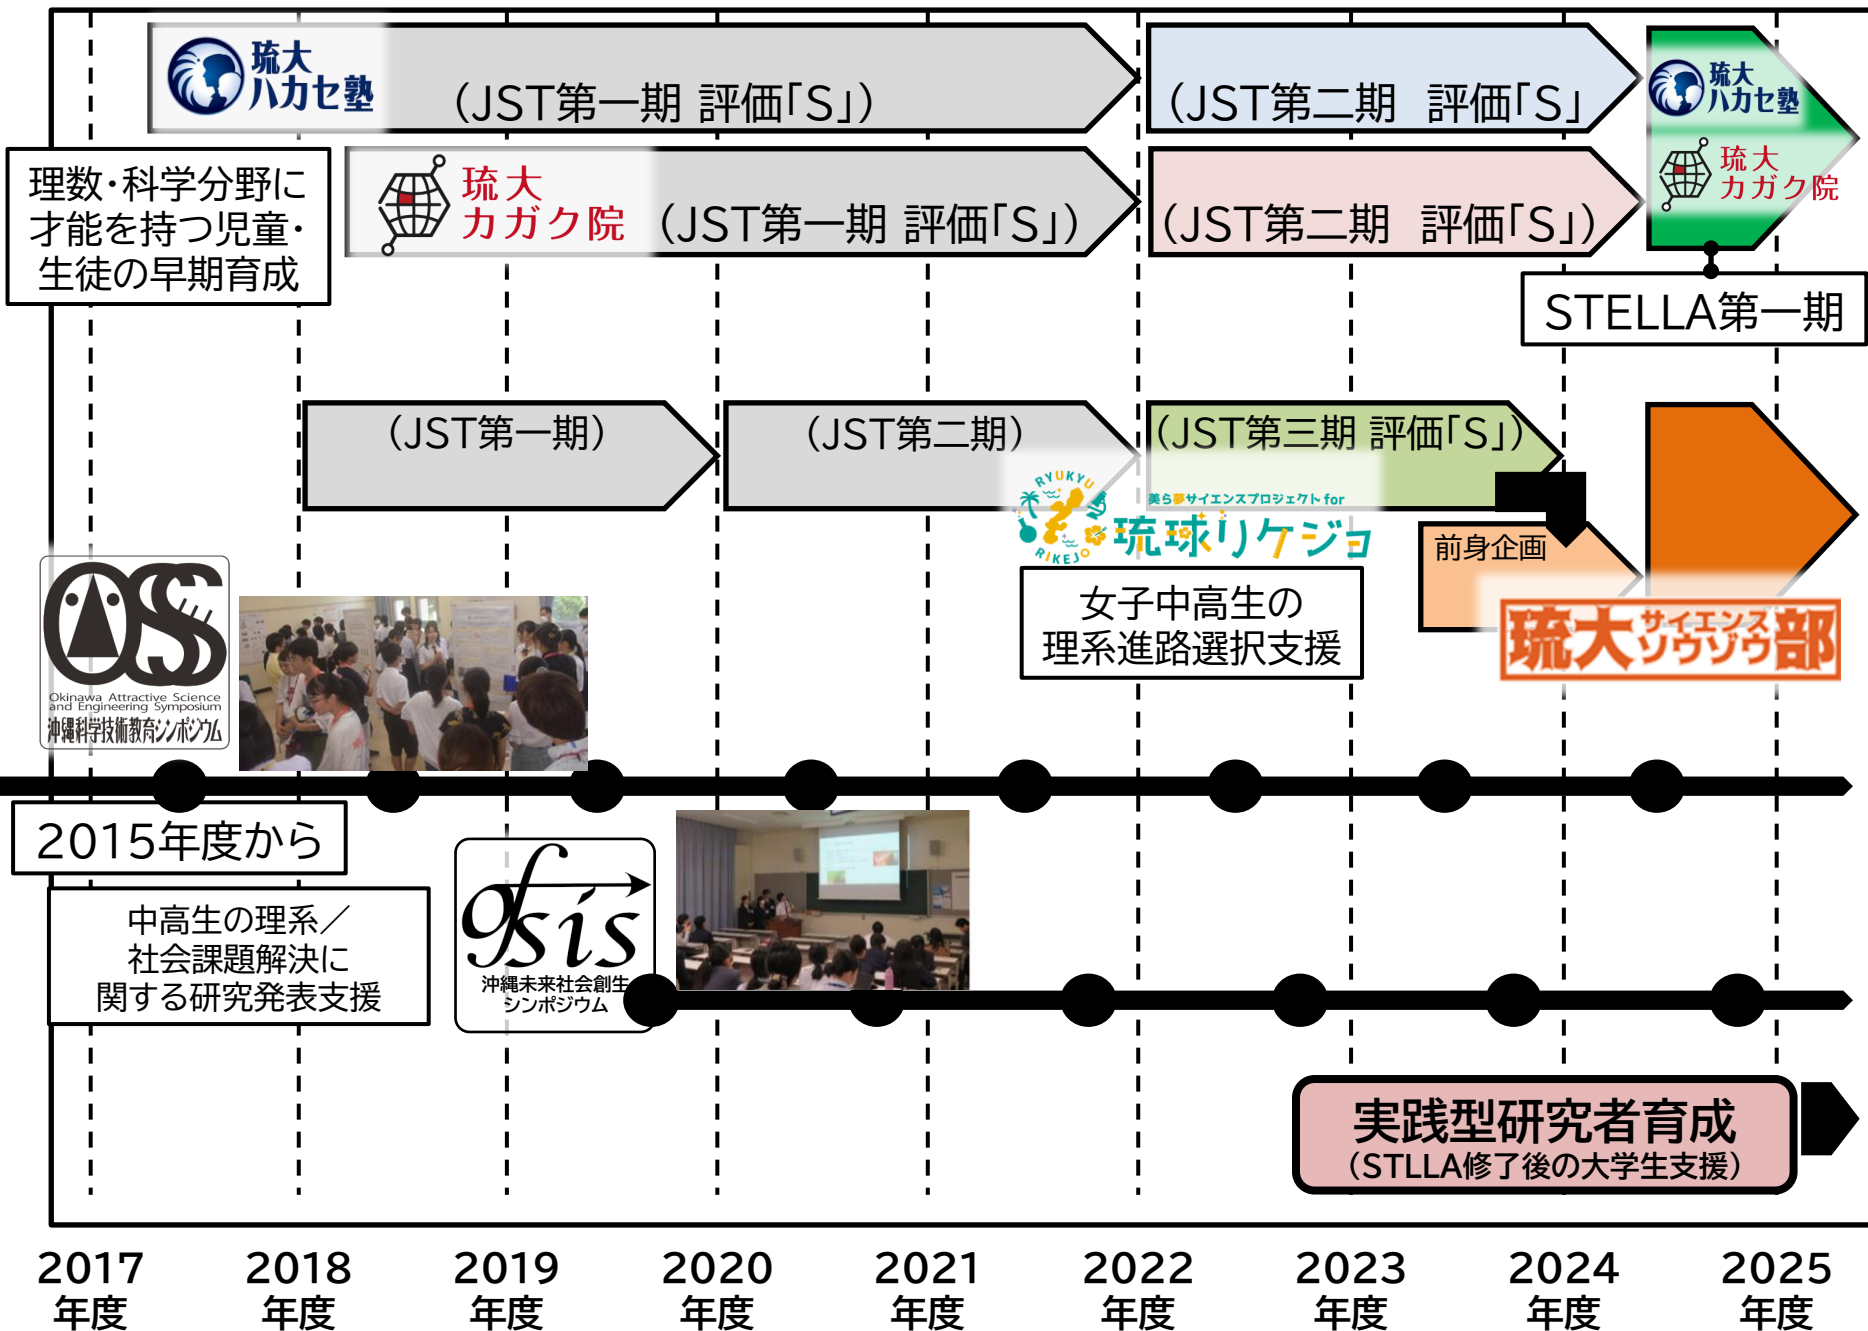 琉大
ハカセ塾
(JST第一期 評価「S」)
(JST第二期 評価「S」
琉大
ハカセ塾
琉大
カガク院
理数・科学分野に
才能を持つ児童・
生徒の早期育成
琉大
カガク院
(JST第一期 評価「S」)
(JST第二期 評価「S」)
STELLA第一期
(JST第一期)
(JST第二期)
(JST第三期 評価「S」)
RYUKYU
RIKEJO
美ら夢サイエンスプロジェクト for
琉球リケジョ
前身企画
女子中高生の
理系進路選択支援
琉大サイエンスソウゾウ部
OSS
Okinawa Attractive Science
and Engineering Symposium
沖縄科学技術教育シンポジウム
2015年度から
中高生の理系／
社会課題解決に
関する研究発表支援
ofsis
沖縄未来社会創生
シンポジウム
実践型研究者育成
(STLLA修了後の大学生支援)
2017 2018 2019 2020 2021 2022 2023 2024 2025
年度 年度 年度 年度 年度 年度 年度 年度 年度